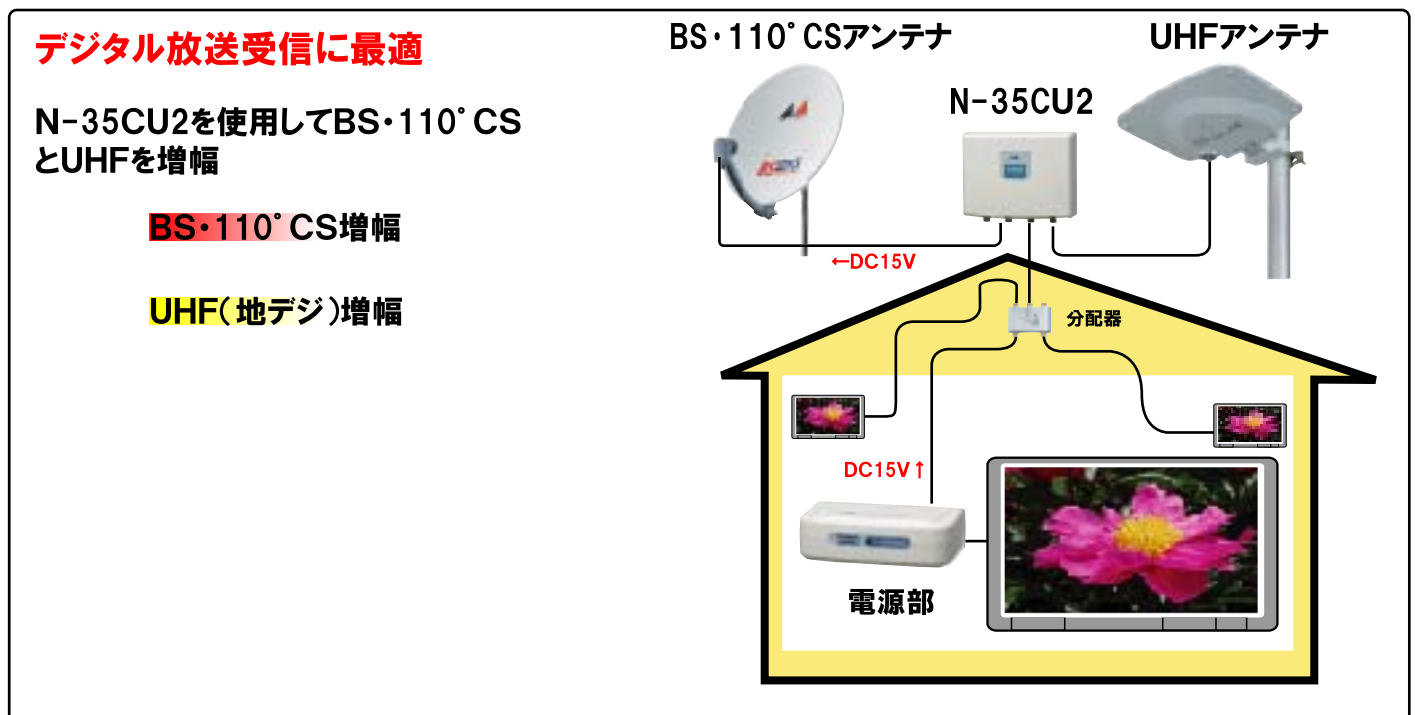 デジタル放送受信に最適
N-35CU2を使用してBS・110°CS
とUHFを増幅
BS・110°CS増幅
UHF(地デジ)増幅
BS・110°CSアンテナ
UHFアンテナ
N-35CU2
←DC15V
分配器
DC15V↑
電源部